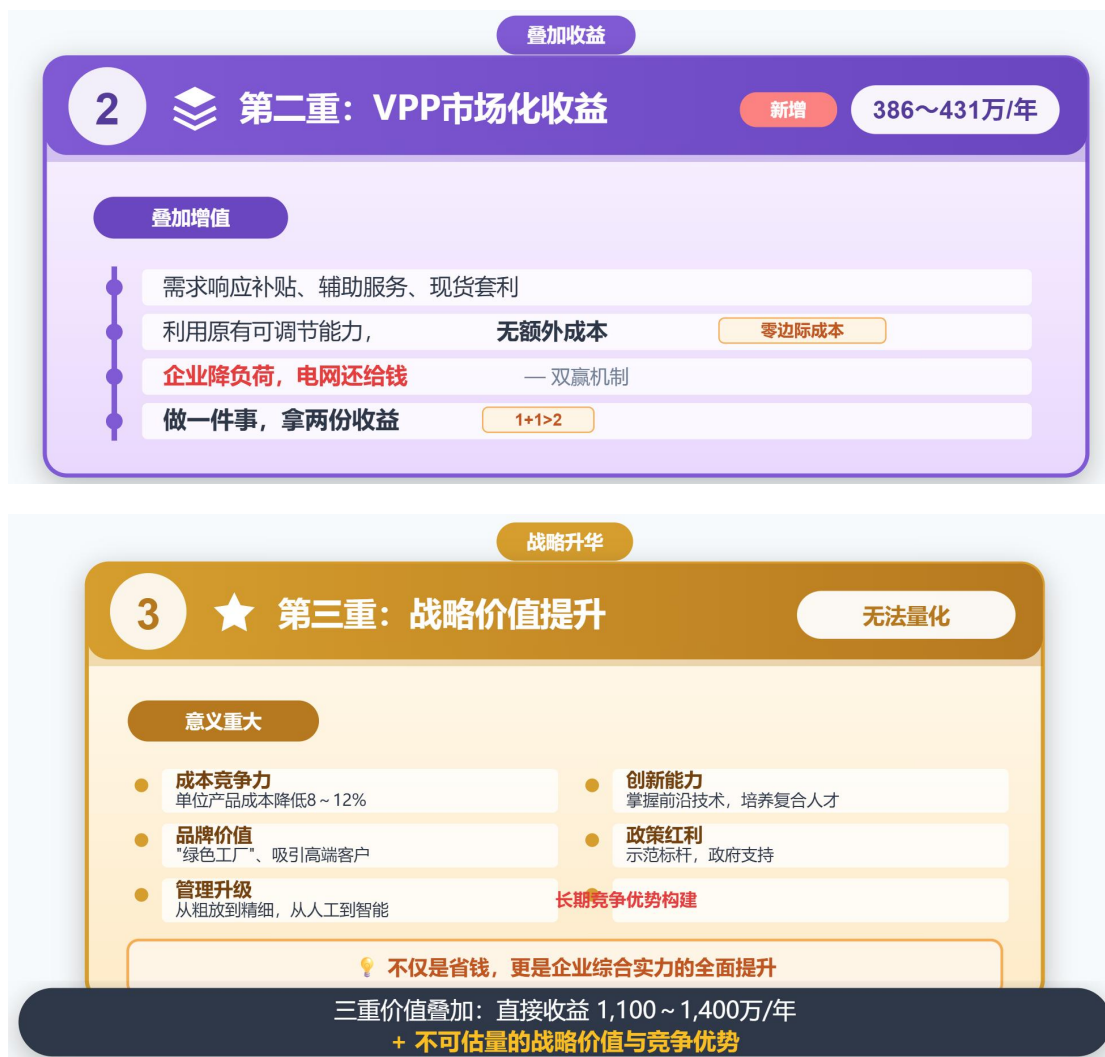 叠加收益
2 第二重：VPP市场化收益 新增 386～431万/年
叠加增值
需求响应补贴、辅助服务、现货套利
利用原有可调节能力， 无额外成本 零边际成本
企业降负荷，电网还给钱 — 双赢机制
做一件事，拿两份收益 1+1>2
战略升华
3 第三重：战略价值提升 无法量化
意义重大
成本竞争力
单位产品成本降低8～12%
创新能力
掌握前沿技术，培养复合人才
品牌价值
"绿色工厂"、吸引高端客户
政策红利
示范标杆，政府支持
管理升级
从粗放到精细，从人工到智能
长期竞争优势构建
不仅是省钱，更是企业综合实力的全面提升
三重价值叠加：直接收益 1,100～1,400万/年
+ 不可估量的战略价值与竞争优势